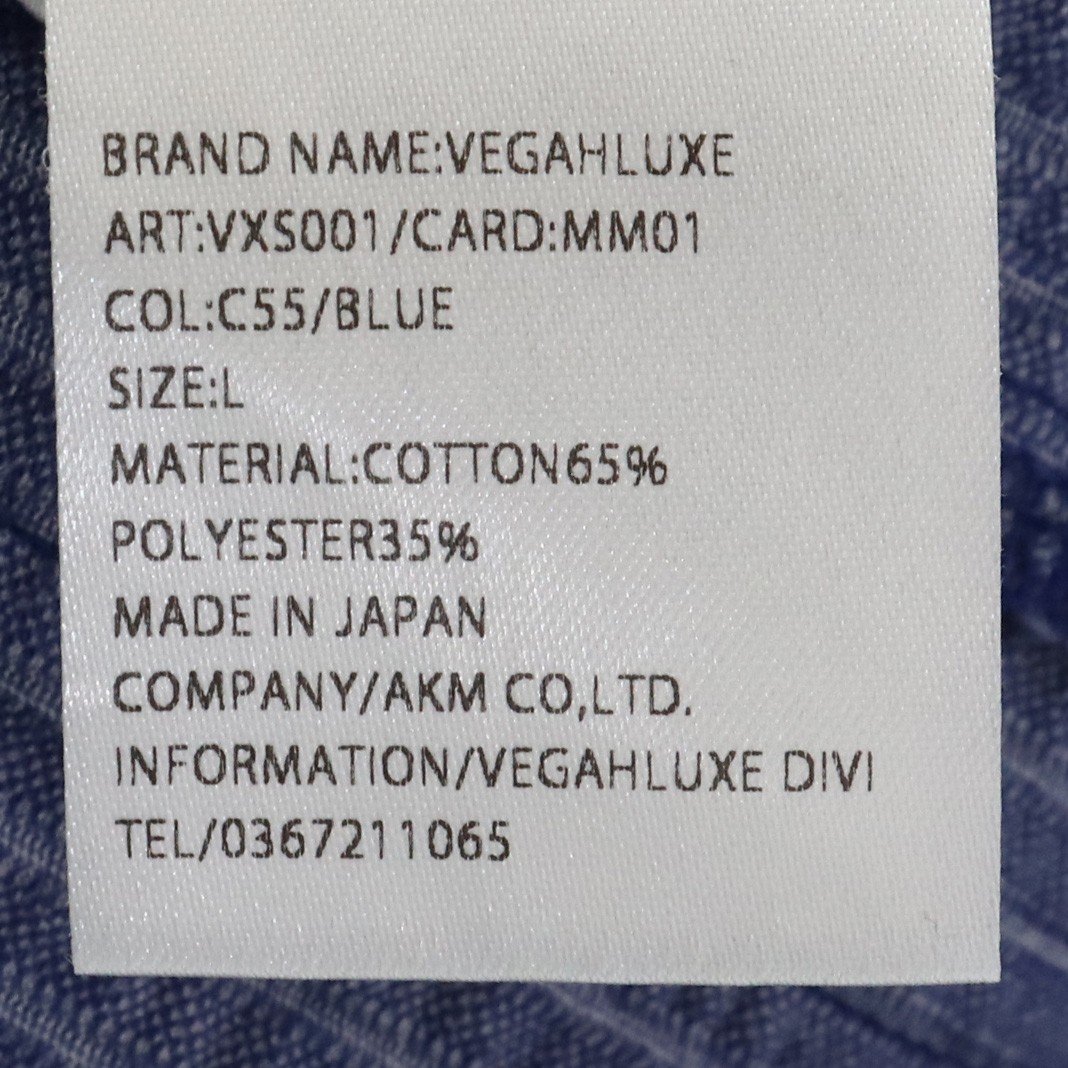 BRAND NAME:VEGAHLUXE
ART:VXS001/CARD:MM01
COL:C55/BLUE
SIZE:L
MATERIAL:COTTON65%
POLYESTER35%
MADE IN JAPAN
COMPANY/AKM CO,LTD.
INFORMATION/VEGAHLUXE DIVI
TEL/0367211065